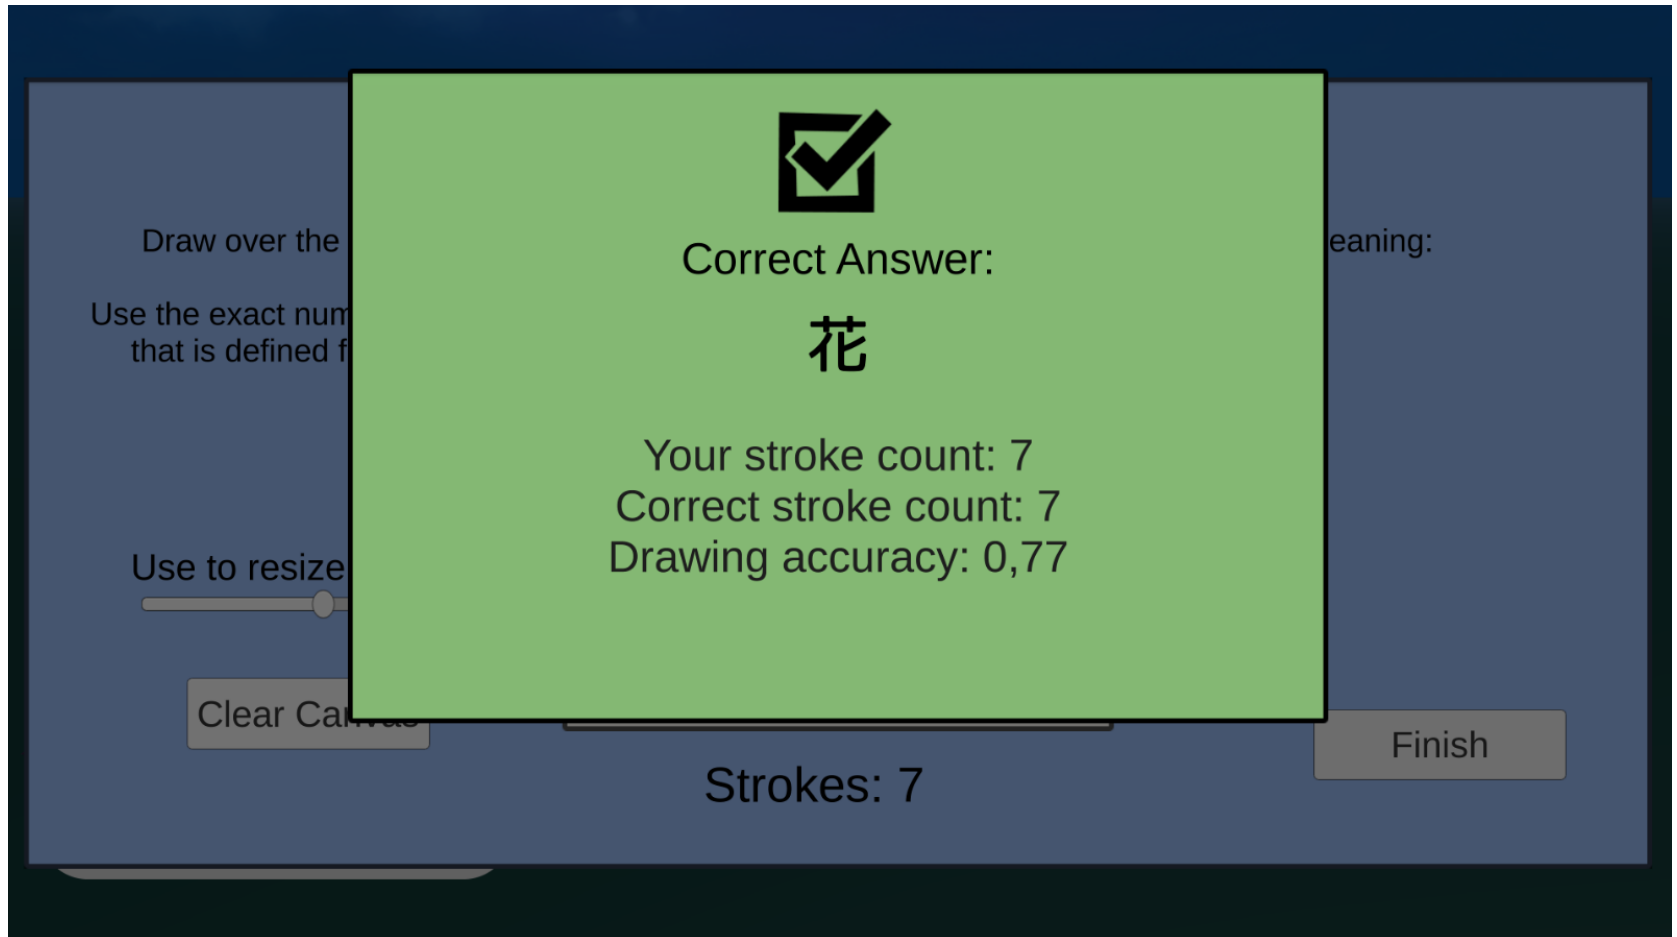 Correct Answer:
花
Your stroke count: 7
Correct stroke count: 7
Drawing accuracy: 0,77
Draw over the
eaning:
Use the exact num
that is defined f
Use to resize
Clear Canvas
Finish
Strokes: 7